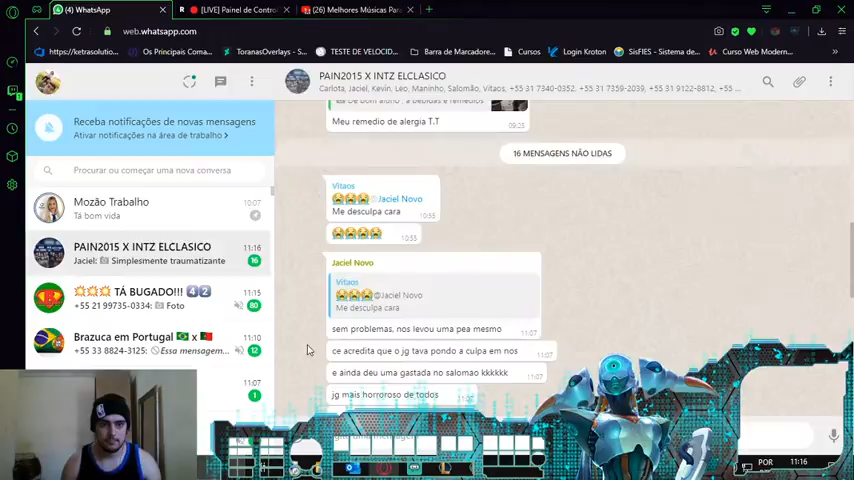 (4) WhatsApp
[LIVE] Painel de Contro
(26) Melhores Músicas Para
web.whatsapp.com
https://ketrasolutio...
Os Principais Coman...
ToranasOverlays - S...
TESTE DE VELOCID...
Barra de Marcadore...
Cursos
Login Kroton
SisFIES - Sistema de...
Curso Web Modern...
PAIN2015 X INTZ ELCLASICO
Carlota, Jaciel, Kevin, Leo, Maninho, Salomão, Vitaos, +55 31 7340-0352, +55 31 7359-2039, +55 31 9122-8812, +55 ...
Receba notificações de novas mensagens
Ativar notificações na área de trabalho >
Procurar ou começar uma nova conversa
Mozão Trabalho
10:07
Tá bom vida
PAIN2015 X INTZ ELCLASICO
11:16
Jaciel: Simplesmente traumatizante
16
TÁ BUGADO!!! 4 2
11:15
+55 21 99735-0334: Foto
80
Brazuca em Portugal x
11:10
+55 33 8824-3125: Essa mensagem...
12
11:07
1
Meu remedio de alergia T.T
09:25
16 MENSAGENS NÃO LIDAS
Vitaos
😭😭😭@Jaciel Novo
Me desculpa cara
10:55
😭😭😭😭
10:55
Jaciel Novo
Vitaos
😭😭😭@Jaciel Novo
Me desculpa cara
sem problemas, nos levou uma pea mesmo
11:07
ce acredita que o jg tava pondo a culpa em nos
11:07
e ainda deu uma gastada no salomao kkkkkk
11:07
jg mais horroroso de todos
11:07
POR
11:16